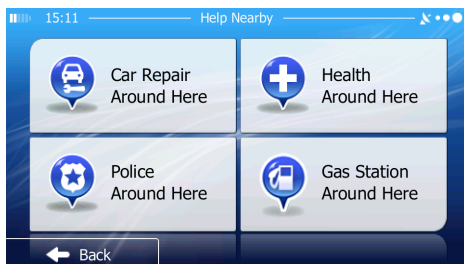 15:11 Help Nearby
Car Repair
Around Here
Health
Around Here
Police
Around Here
Gas Station
Around Here
Back